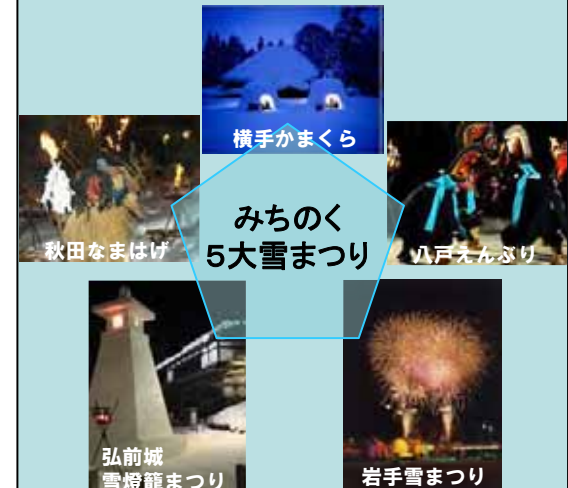 横手かまくら
みちのく
5大雪まつり
秋田なまはげ
八戸えんぶり
弘前城
雪燈籠まつり
岩手雪まつり